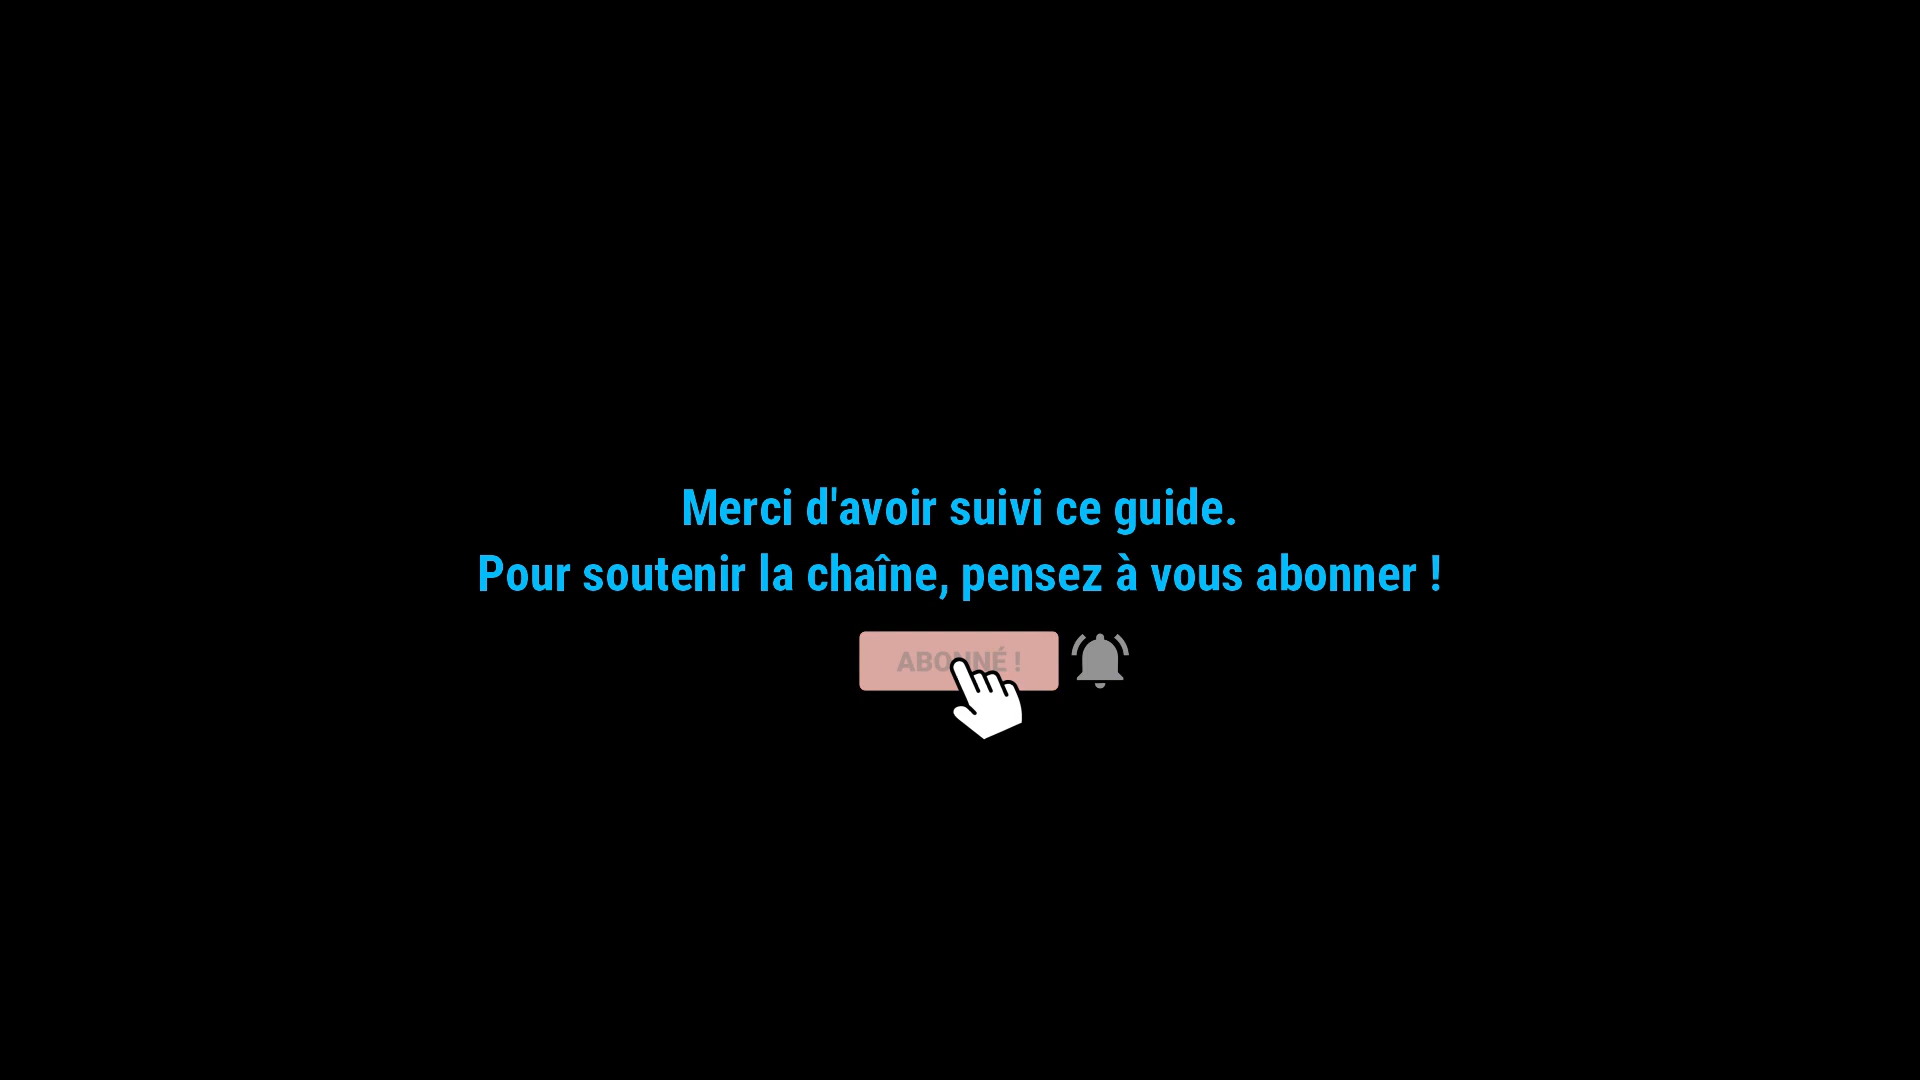 Merci d'avoir suivi ce guide.
Pour soutenir la chaîne, pensez à vous abonner !
ABONNÉ !